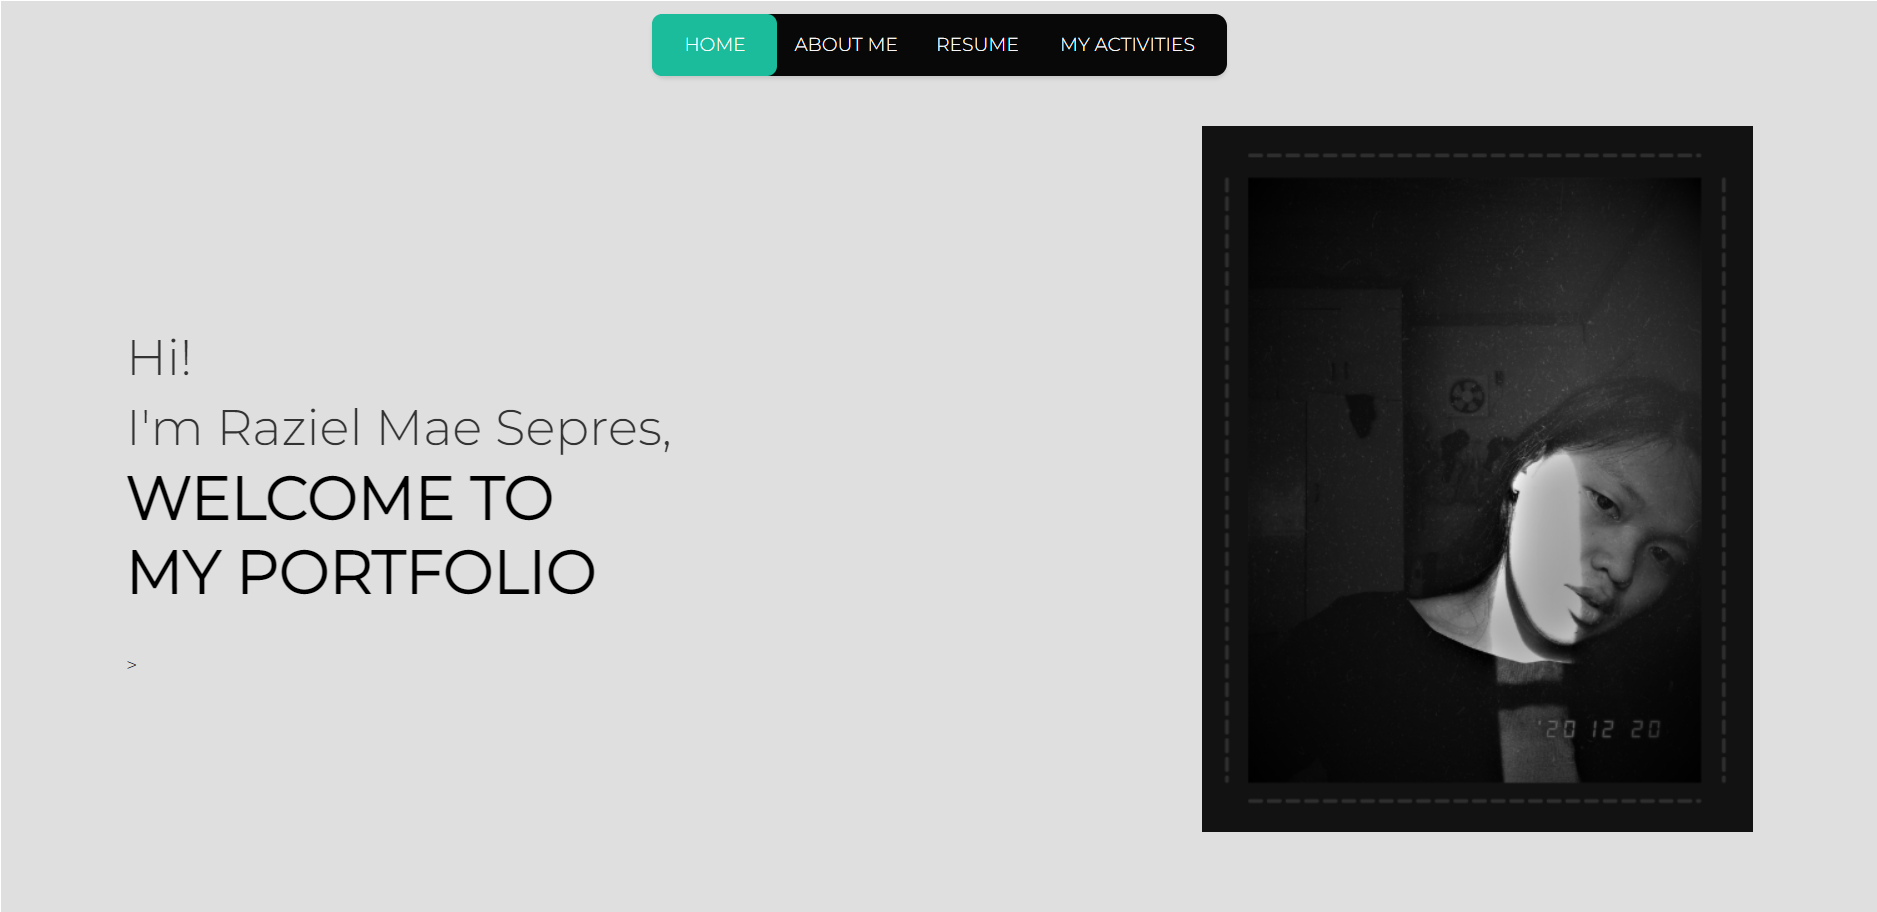 HOME ABOUT ME RESUME MY ACTIVITIES
Hi!
I'm Raziel Mae Sepres,
WELCOME TO
MY PORTFOLIO
>
'20 12 20